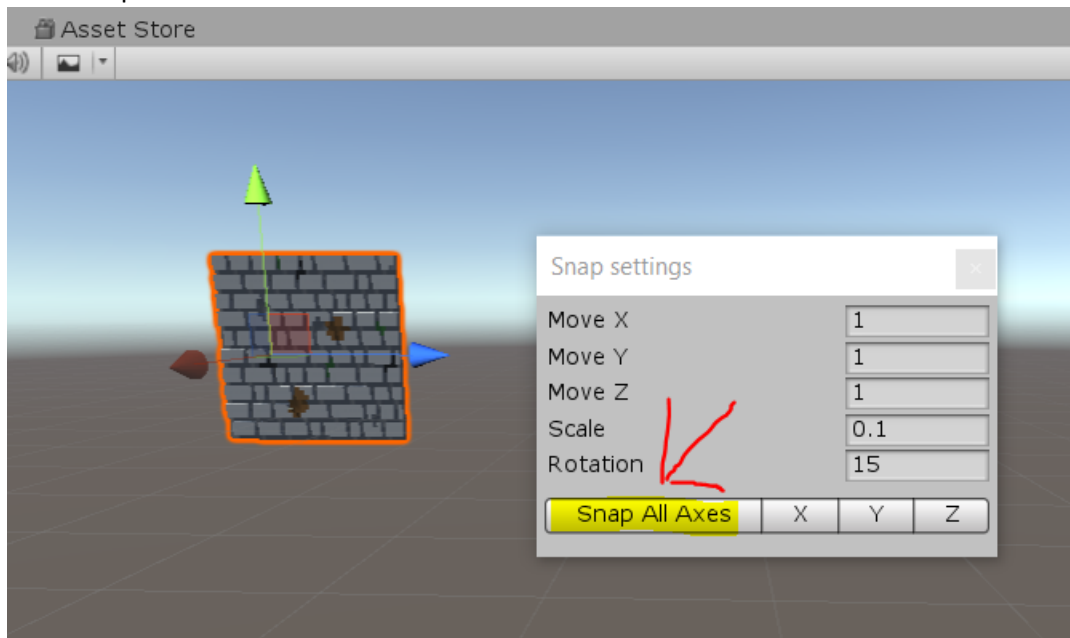 Asset Store
Snap settings
Move X 1
Move Y 1
Move Z 1
Scale 0.1
Rotation 15
Snap All Axes X Y Z